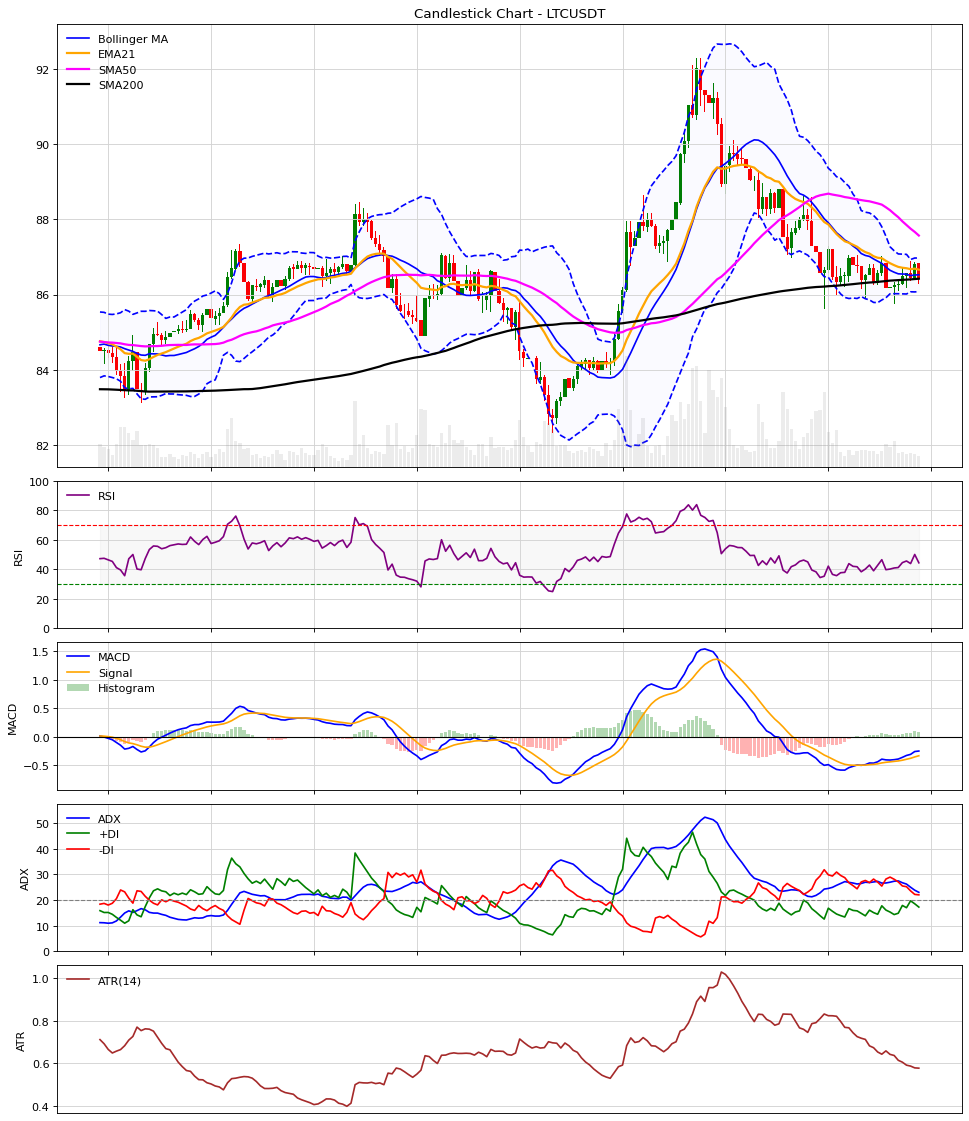 Candlestick Chart - LTCUSDT
Bollinger MA
EMA21
SMA50
SMA200
92
90
88
86
84
82
RSI
100
80
60
40
20
0
RSI
MACD
Signal
Histogram
1.5
1.0
0.5
0.0
−0.5
MACD
ADX
+DI
-DI
50
40
30
20
10
0
ADX
ATR(14)
1.0
0.8
0.6
0.4
ATR